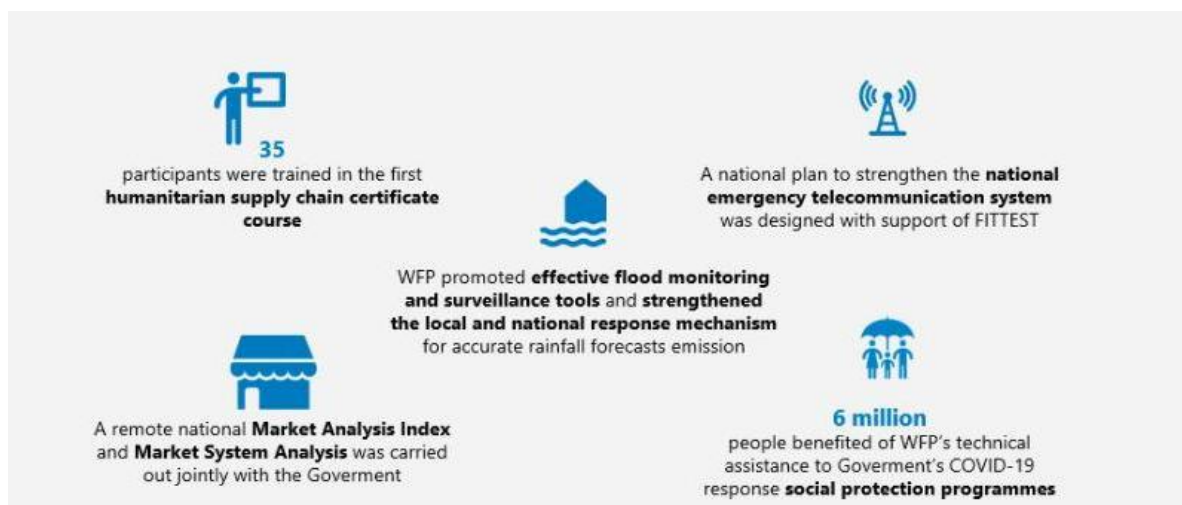 35
participants were trained in the first
humanitarian supply chain certificate
course
A national plan to strengthen the national
emergency telecommunication system
was designed with support of FITTEST
WFP promoted effective flood monitoring
and surveillance tools and strengthened
the local and national response mechanism
for accurate rainfall forecasts emission
A remote national Market Analysis Index
and Market System Analysis was carried
out jointly with the Goverment
6 million
people benefited of WFP's technical
assistance to Goverment's COVID-19
response social protection programmes